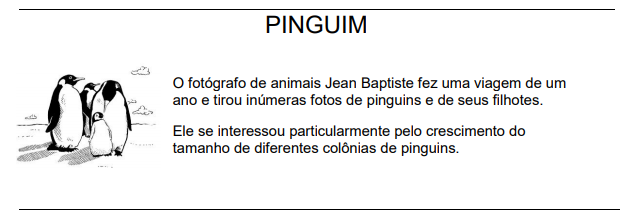 PINGUIM
O fotógrafo de animais Jean Baptiste fez uma viagem de um
ano e tirou inúmeras fotos de pinguins e de seus filhotes.
Ele se interessou particularmente pelo crescimento do
tamanho de diferentes colônias de pinguins.